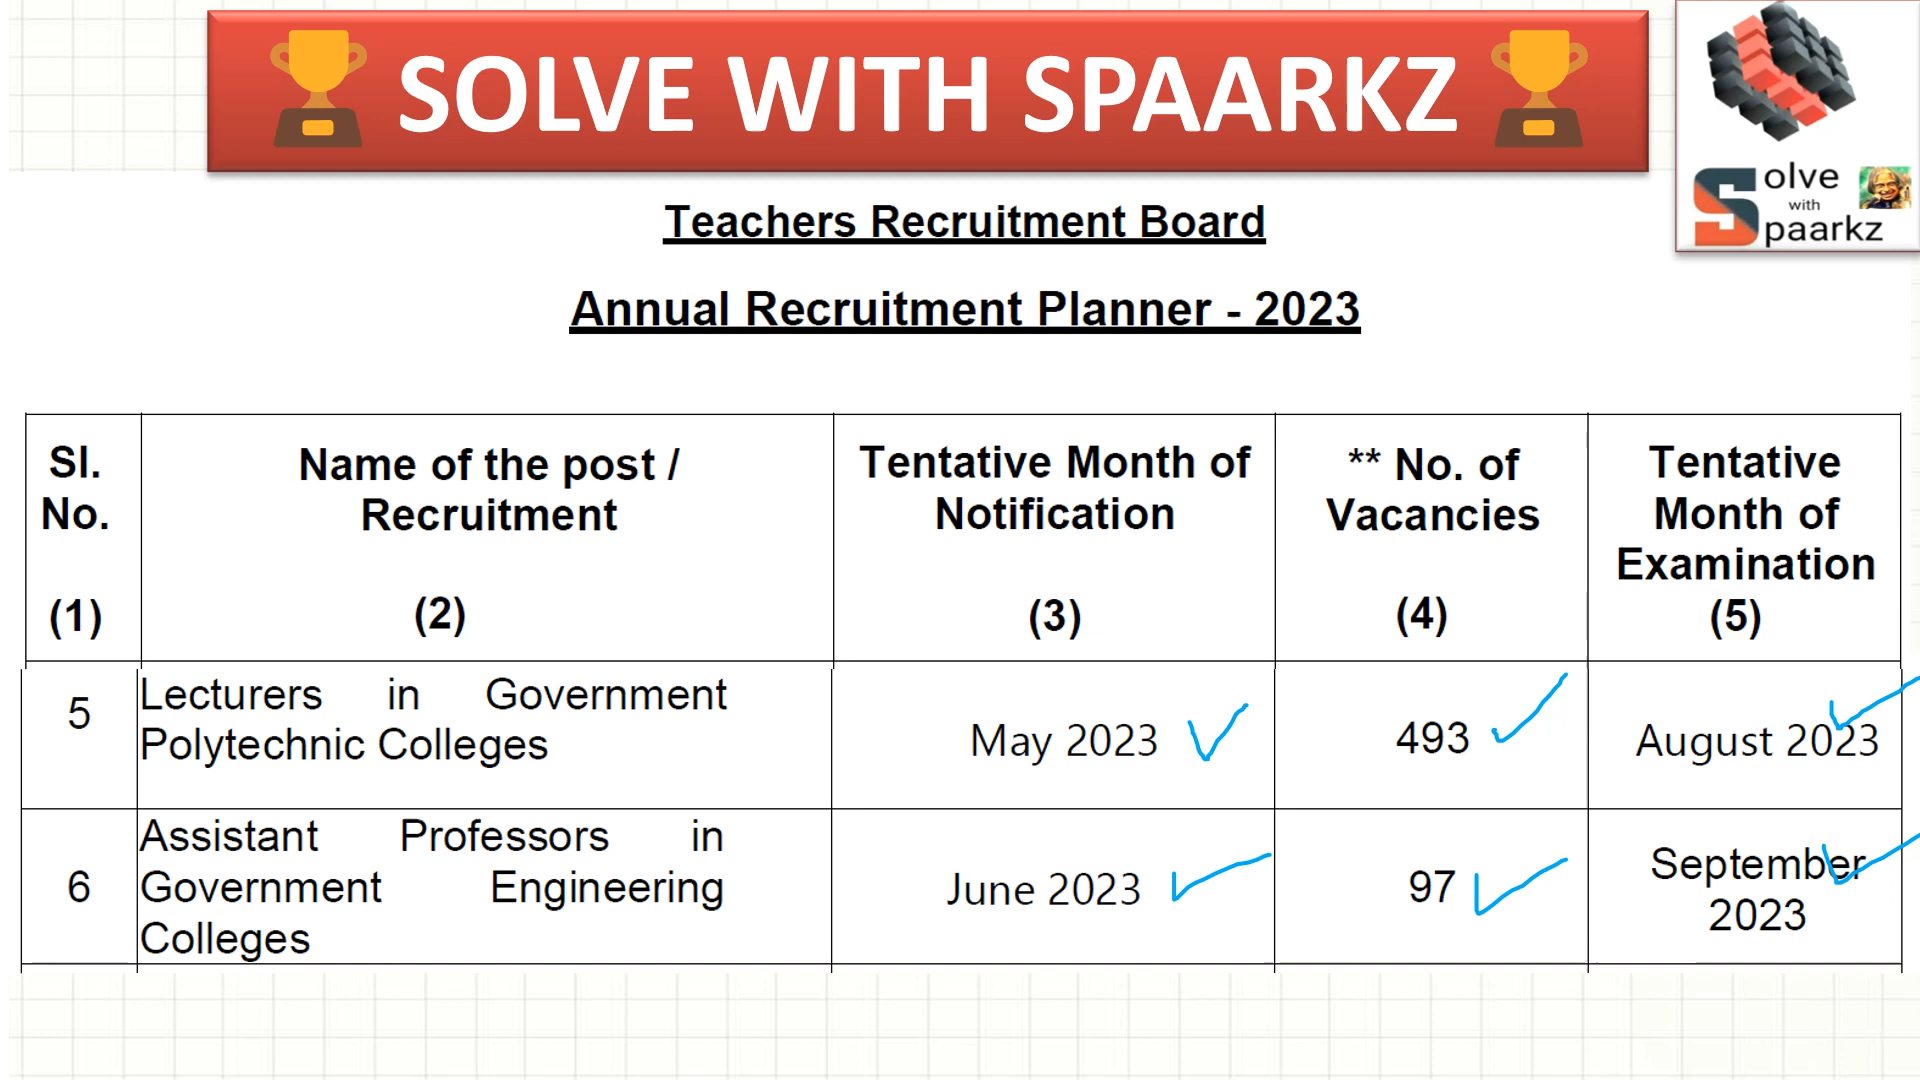 SOLVE WITH SPAARKZ
Solve
with
Spaarkz
Teachers Recruitment Board
Annual Recruitment Planner - 2023
Sl. No. (1)
Name of the post / Recruitment (2)
Tentative Month of Notification (3)
** No. of Vacancies (4)
Tentative Month of Examination (5)
5
Lecturers in Government
Polytechnic Colleges
May 2023
493
August 2023
6
Assistant Professors in
Government Engineering
Colleges
June 2023
97
September
2023